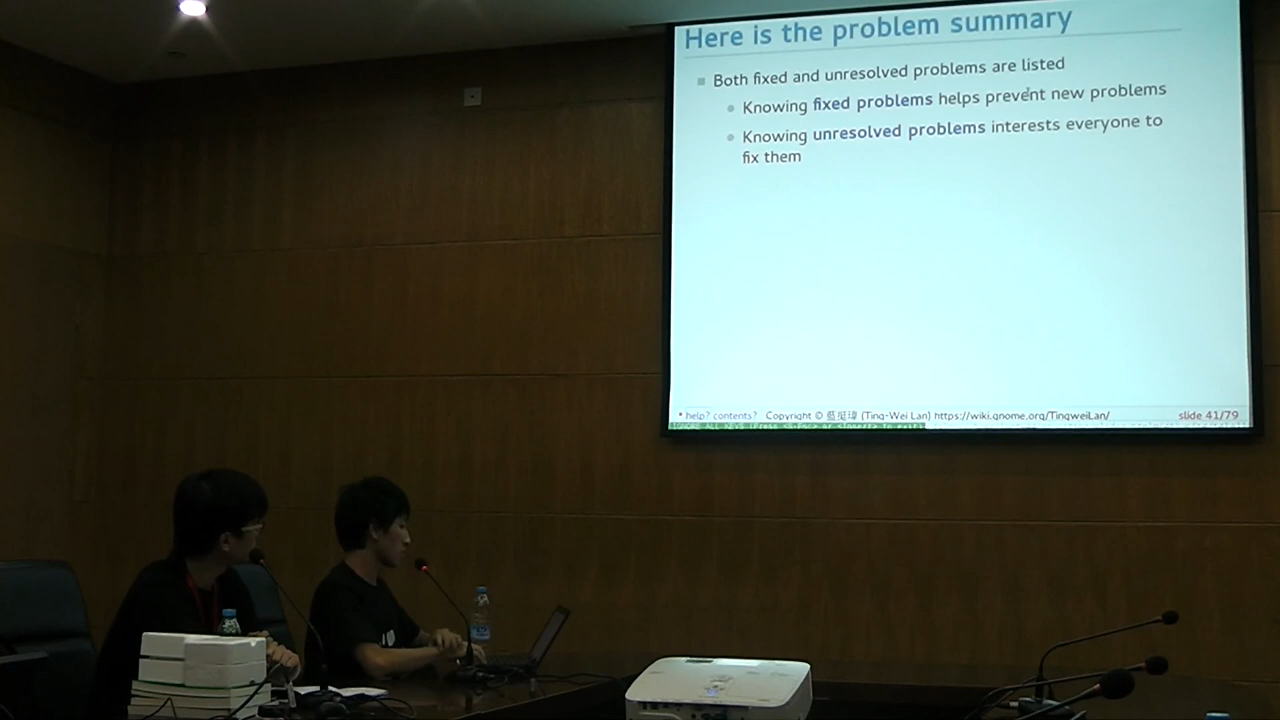 Here is the problem summary
Both fixed and unresolved problems are listed
Knowing fixed problems helps prevent new problems
Knowing unresolved problems interests everyone to
fix them
* help? contents? Copyright © 藍挺瑋 (Ting-Wei Lan) https://wiki.gnome.org/TingweiLan/ slide 41/79